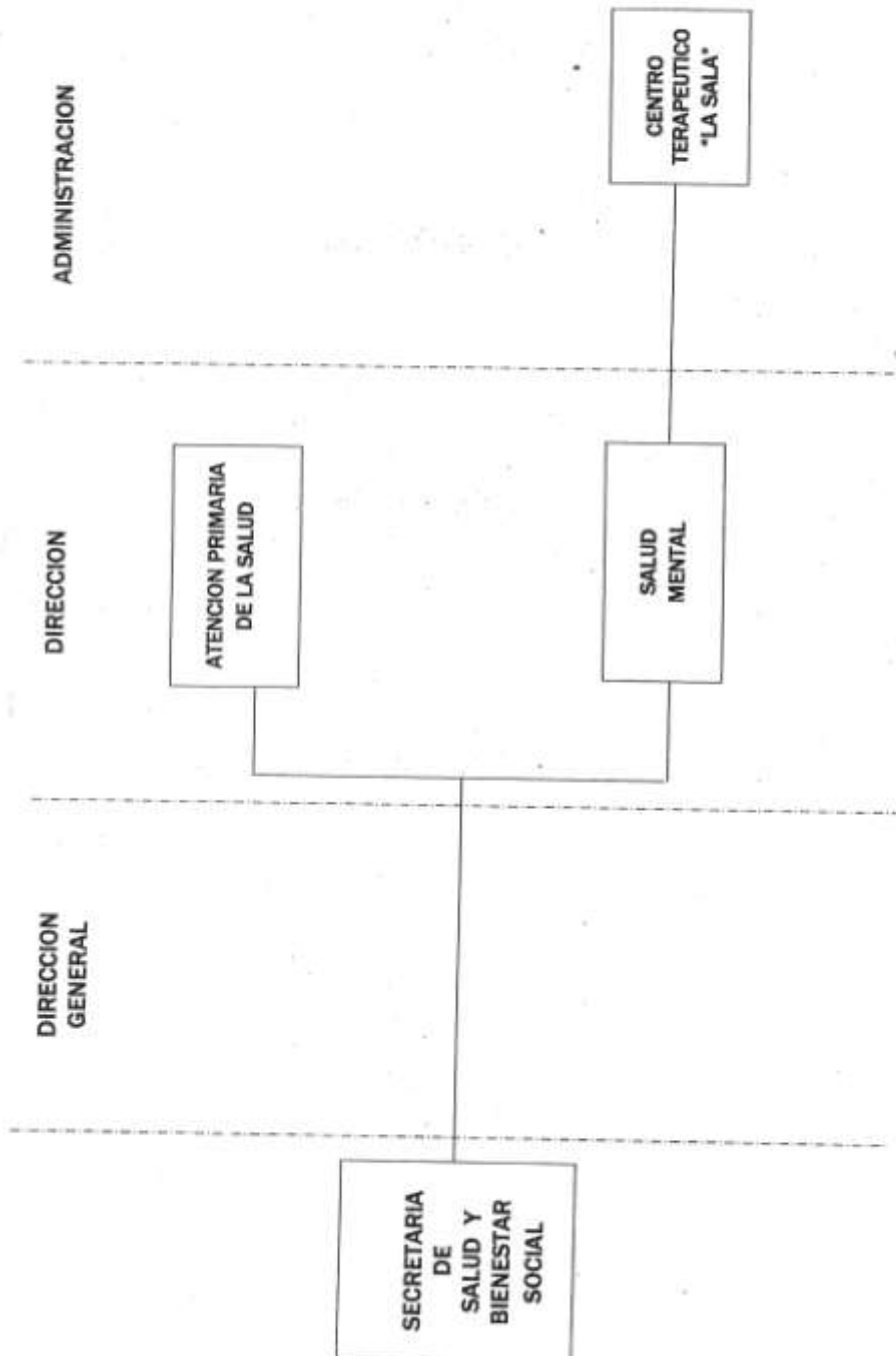 DIRECCION
GENERAL
DIRECCION
ADMINISTRACION
SECRETARIA
DE
SALUD Y
BIENESTAR
SOCIAL
ATENCION PRIMARIA
DE LA SALUD
SALUD
MENTAL
CENTRO
TERAPEUTICO
"LA SALA"